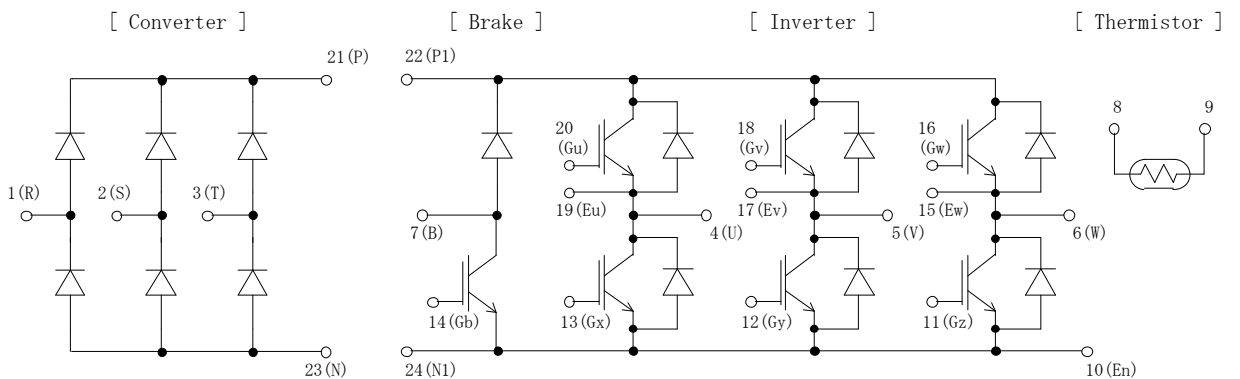 [ Converter ]
[ Brake ]
[ Inverter ]
[ Thermistor ]
21(P)
22(P1)
8
9
20
(Gu)
18
(Gv)
16
(Gw)
1(R)
2(S)
3(T)
19(Eu)
17(Ev)
15(Ew)
7(B)
4(U)
5(V)
6(W)
14(Gb)
13(Gx)
12(Gy)
11(Gz)
23(N)
24(N1)
10(En)